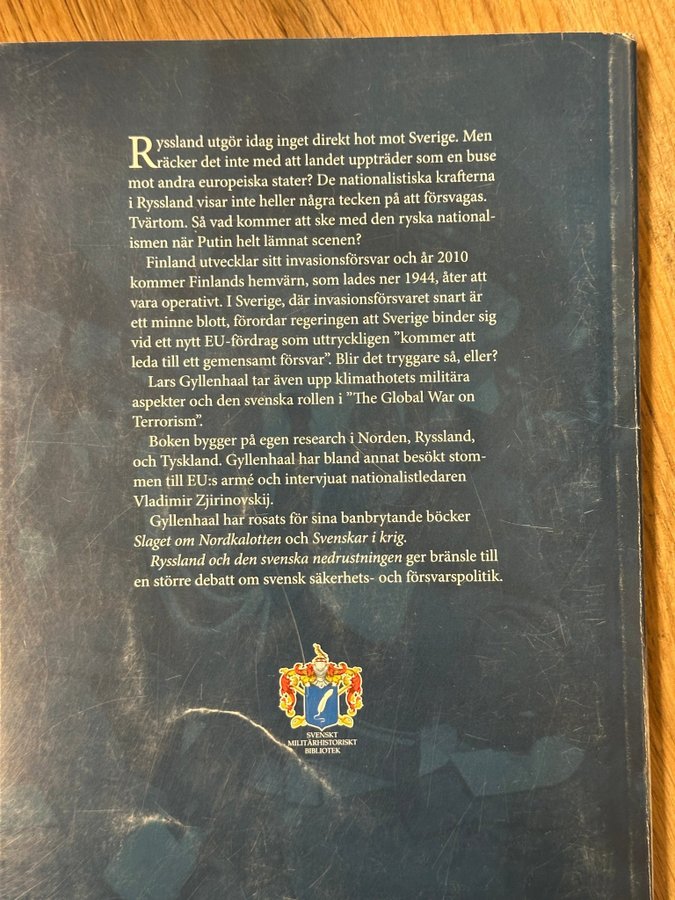 Ryssland utgör idag inget direkt hot mot Sverige. Men
räcker det inte med att landet uppträder som en buse
mot andra europeiska stater? De nationalistiska krafterna
i Ryssland visar inte heller några tecken på att försvagas.
Tvärtom. Så vad kommer att ske med den ryska national-
ismen när Putin helt lämnat scenen?
Finland utvecklar sitt invasionsförsvar och år 2010
kommer Finlands hemvärn, som lades ner 1944, åter att
vara operativt. I Sverige, där invasionsförsvaret snart är
ett minne blott, förordar regeringen att Sverige binder sig
vid ett nytt EU-fördrag som uttryckligen ”kommer att
leda till ett gemensamt försvar”. Blir det tryggare så, eller?
Lars Gyllenhaal tar även upp klimathotets militära
aspekter och den svenska rollen i ”The Global War on
Terrorism”.
Boken bygger på egen research i Norden, Ryssland,
och Tyskland. Gyllenhaal har bland annat besökt stom-
men till EU:s armé och intervjuat nationalistledaren
Vladimir Zjirinovskij.
Gyllenhaal har rosats för sina banbrytande böcker
Slaget om Nordkalotten och Svenskar i krig.
Ryssland och den svenska nedrustningen ger bränsle till
en större debatt om svensk säkerhets- och försvarspolitik.
SVENSKT
MILITÄRHISTORISKT
BIBLIOTEK